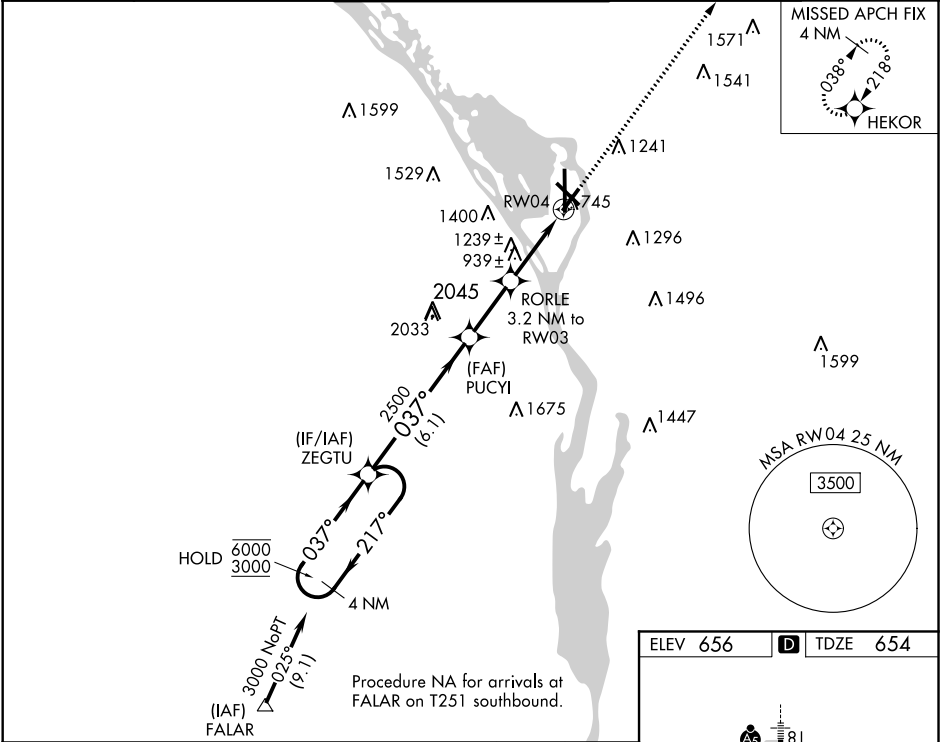 MISSED APCH FIX
4 NM
038°
218°
HEKOR
1571
1541
1599
1241
1529
RW04
745
1400
1239 ±
939 ±
1296
2045
RORLE
3.2 NM to
RW03
1496
2033
(FAF)
PUCYI
1599
2500
037°
(6.1)
1675
1447
(IF/IAF)
ZEGTU
MSA RW04 25 NM
3500
037°
217°
HOLD
6000
3000
4 NM
3000 NoPT
025°
(9.1)
(IAF)
FALAR
Procedure NA for arrivals at
FALAR on T251 southbound.
ELEV 656
D
TDZE 654
A5